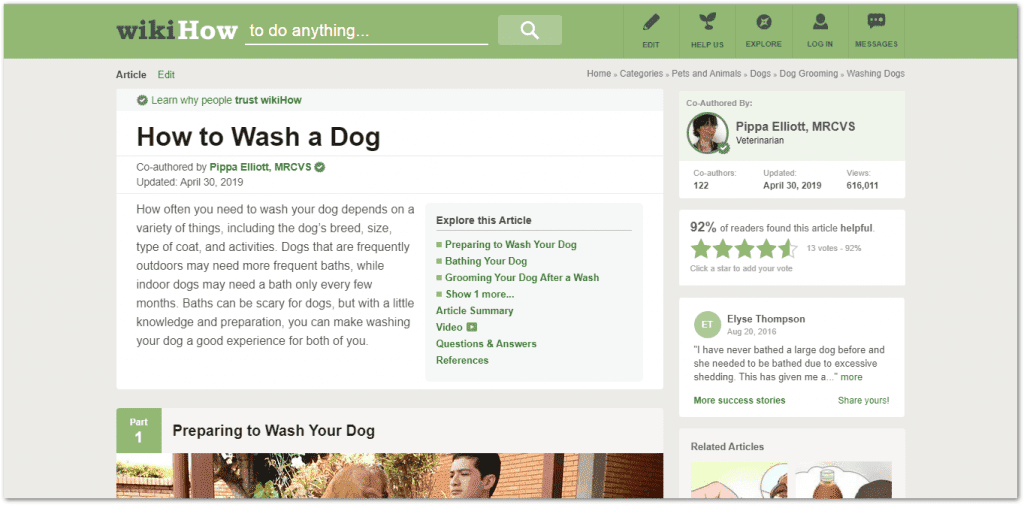 wikiHow to do anything...
EDIT
HELP US
EXPLORE
LOG IN
MESSAGES
Article Edit
Home » Categories » Pets and Animals » Dogs » Dog Grooming » Washing Dogs
Learn why people trust wikiHow
How to Wash a Dog
Co-authored by Pippa Elliott, MRCVS
Updated: April 30, 2019
How often you need to wash your dog depends on a
variety of things, including the dog's breed, size,
type of coat, and activities. Dogs that are frequently
outdoors may need more frequent baths, while
indoor dogs may need a bath only every few
months. Baths can be scary for dogs, but with a little
knowledge and preparation, you can make washing
your dog a good experience for both of you.
Explore this Article
Preparing to Wash Your Dog
Bathing Your Dog
Grooming Your Dog After a Wash
Show 1 more...
Article Summary
Video
Questions & Answers
References
Part
1
Preparing to Wash Your Dog
Co-Authored By:
Pippa Elliott, MRCVS
Veterinarian
Co-authors: Updated: Views:
122 April 30, 2019 616,011
92% of readers found this article helpful.
13 votes - 92%
Click a star to add your vote
ET
Elyse Thompson
Aug 20, 2016
"I have never bathed a large dog before and
she needed to be bathed due to excessive
shedding. This has given me a..." more
More success stories Share yours!
Related Articles